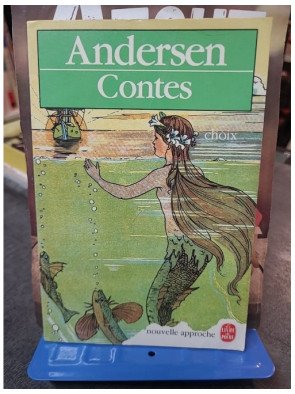 Andersen
Contes
choix
nouvelle approche